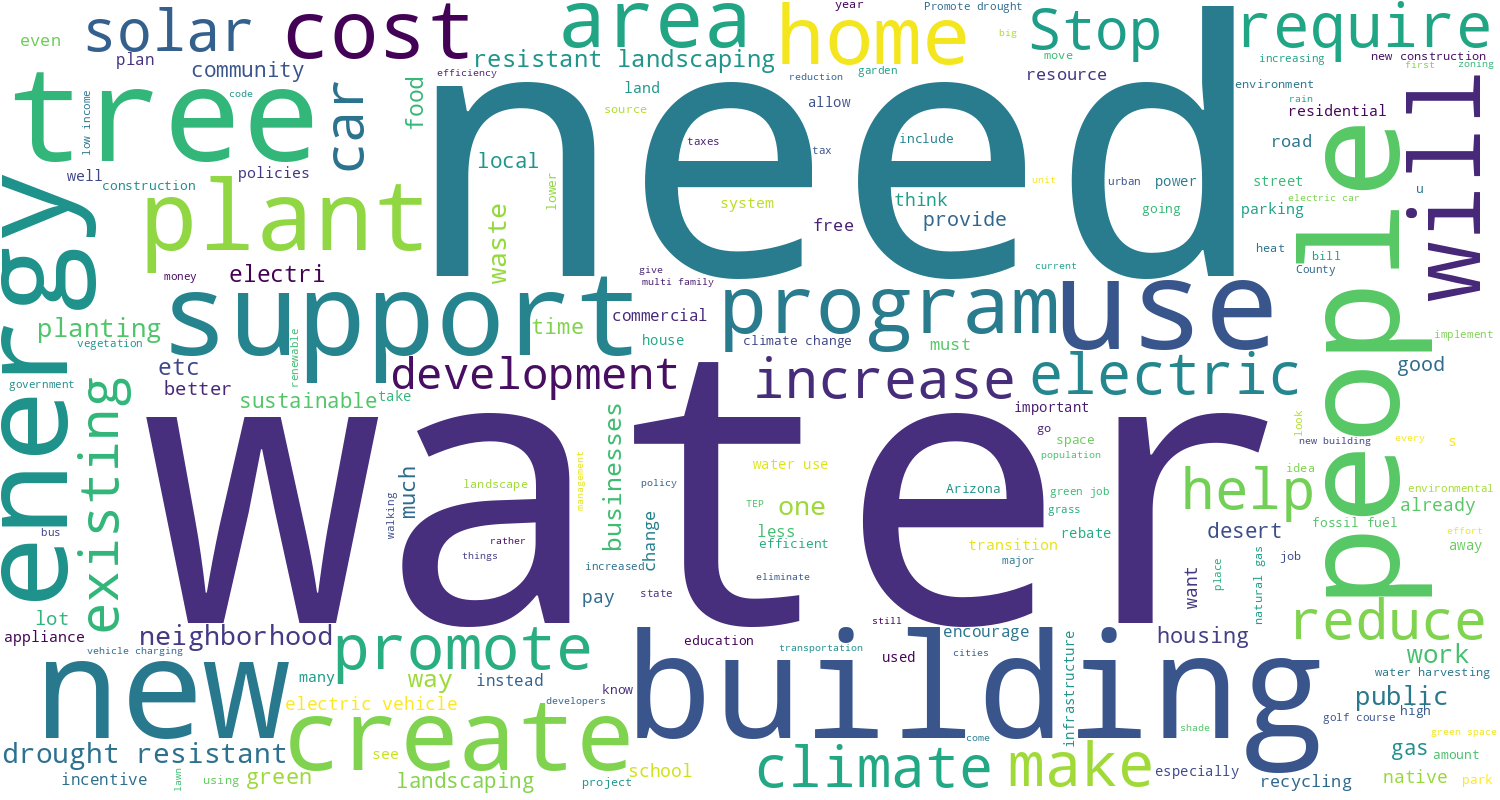 year
Promote drought
solar
cost
area
home
big
Stop
require
even
plan
community
efficiency
resistant landscaping
reduction
garden
move
resource
increasing
new construction
first
zoning
tree
low income
code
car
food
need
land
source
allow
environment
rain
residential
will
well
construction
policies
local
lower
taxes
tax
include
think
provide
system
free
unit
urban
power
going
road
street
electric car
parking
u
people
energy
plant
waste
money
electri
give
multi family
current
heat
bill
County
support
program
use
planting
vegetation
renewable
time
commercial
house
climate change
must
implement
government
etc
better
development
increase
electric
good
sustainable
take
existing
businesses
important
go
space
population
look
new building
every
s
water
walking
much
landscape
management
change
policy
water use
TEP
one
less
efficient
Arizona
green job
grass
rebate
transition
major
help
idea
desert
environmental
already
fossil fuel
effort
away
bus
rather
things
increased
eliminate
state
pay
want
place
natural gas
job
lot
appliance
neighborhood
vehicle charging
promote
still
education
transportation
used
encourage
cities
infrastructure
housing
reduce
work
water harvesting
new
many
way
instead
know
developers
building
electric vehicle
create
public
golf course
high
drought resistant
see
come
shade
green space
incentive
lawn
using
green
landscaping
project
school
climate
make
especially
recycling
gas
amount
native
park